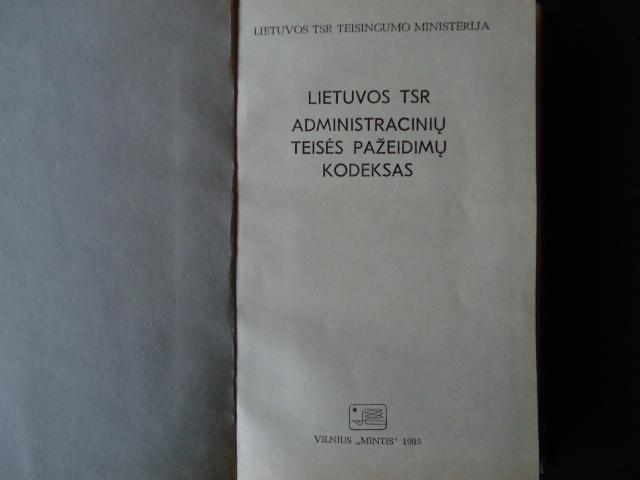 LIETUVOS TSR TEISINGUMO MINISTERIJA
LIETUVOS TSR
ADMINISTRACINIŲ
TEISĖS PAŽEIDIMŲ
KODEKSAS
VILNIUS „MINTIS“ 1985